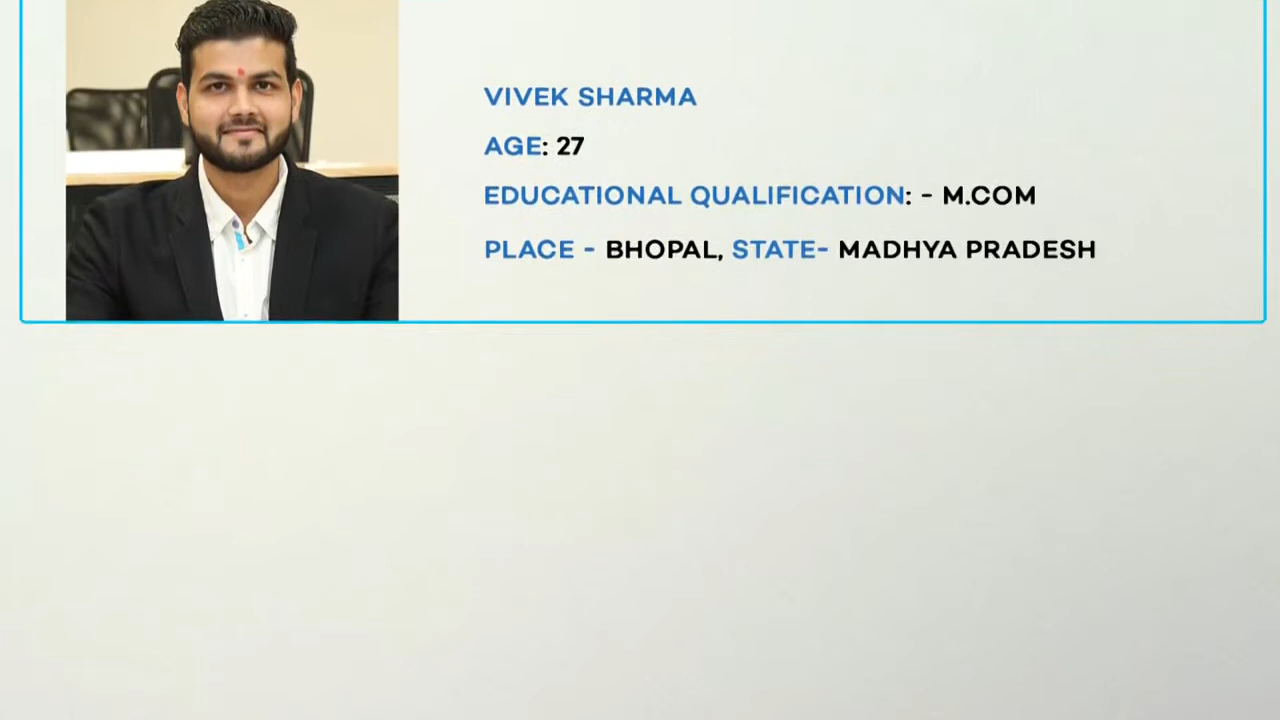 VIVEK SHARMA
AGE: 27
EDUCATIONAL QUALIFICATION: - M.COM
PLACE - BHOPAL, STATE- MADHYA PRADESH